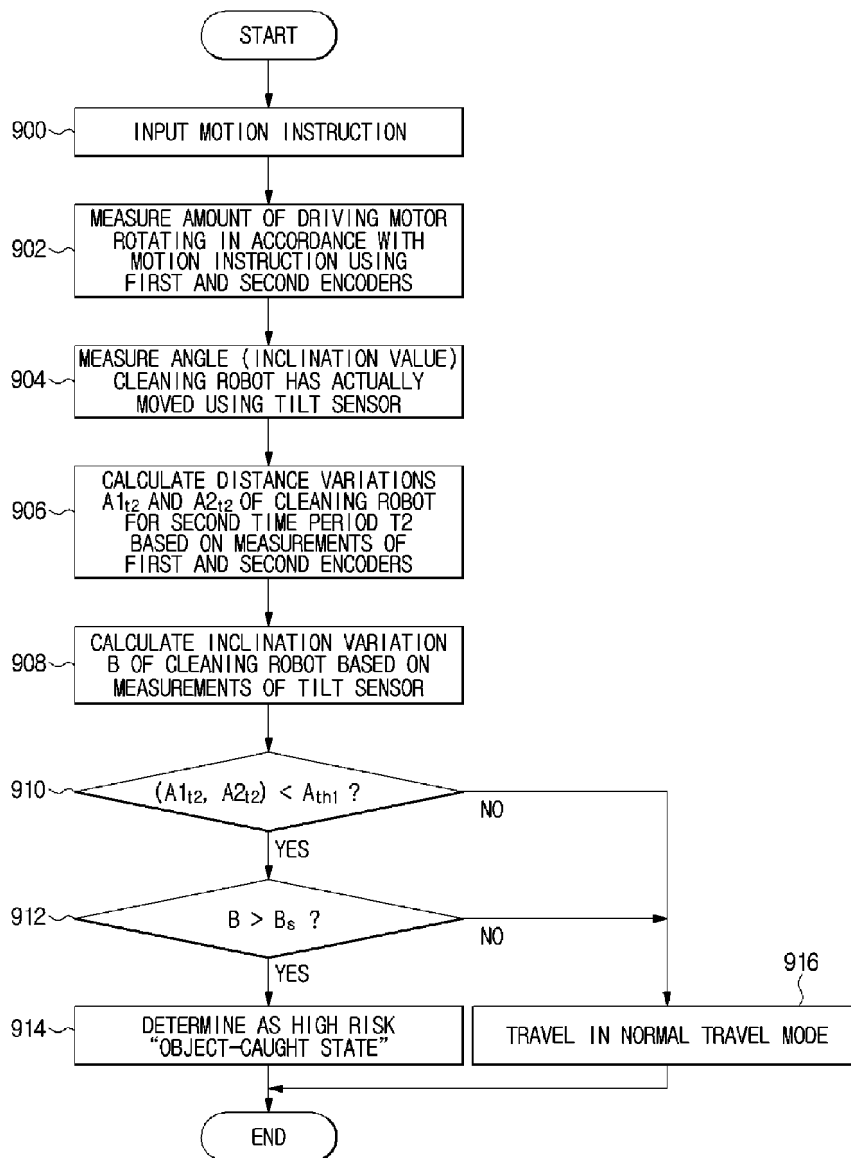 START
900
INPUT MOTION INSTRUCTION
902
MEASURE AMOUNT OF DRIVING MOTOR
ROTATING IN ACCORDANCE WITH
MOTION INSTRUCTION USING
FIRST AND SECOND ENCODERS
904
MEASURE ANGLE (INCLINATION VALUE)
CLEANING ROBOT HAS ACTUALLY
MOVED USING TILT SENSOR
906
CALCULATE DISTANCE VARIATIONS
A1t2 AND A2t2 OF CLEANING ROBOT
FOR SECOND TIME PERIOD T2
BASED ON MEASUREMENTS OF
FIRST AND SECOND ENCODERS
908
CALCULATE INCLINATION VARIATION
B OF CLEANING ROBOT BASED ON
MEASUREMENTS OF TILT SENSOR
910
(A1t2, A2t2) < Ath1 ?
NO
YES
912
B > Bs ?
NO
YES
914
DETERMINE AS HIGH RISK
"OBJECT-CAUGHT STATE"
916
TRAVEL IN NORMAL TRAVEL MODE
END